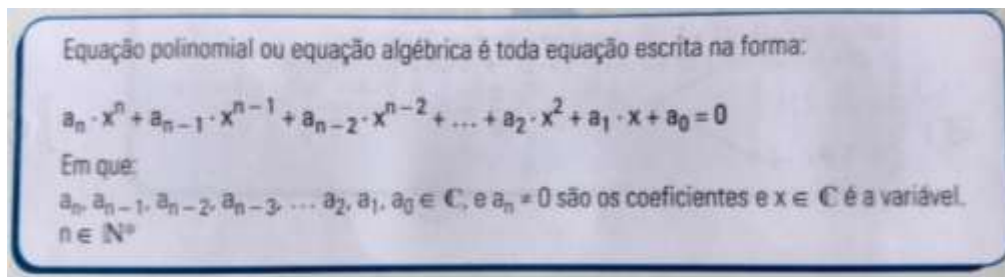 Equação polinomial ou equação algébrica é toda equação escrita na forma:
aₙ · xⁿ + aₙ₋₁ · xⁿ⁻¹ + aₙ₋₂ · xⁿ⁻² + ... + a₂ · x² + a₁ · x + a₀ = 0
Em que:
aₙ, aₙ₋₁, aₙ₋₂, aₙ₋₃, ... a₂, a₁, a₀ ∈ ℂ, e aₙ ≠ 0 são os coeficientes e x ∈ ℂ é a variável.
n ∈ ℕ*